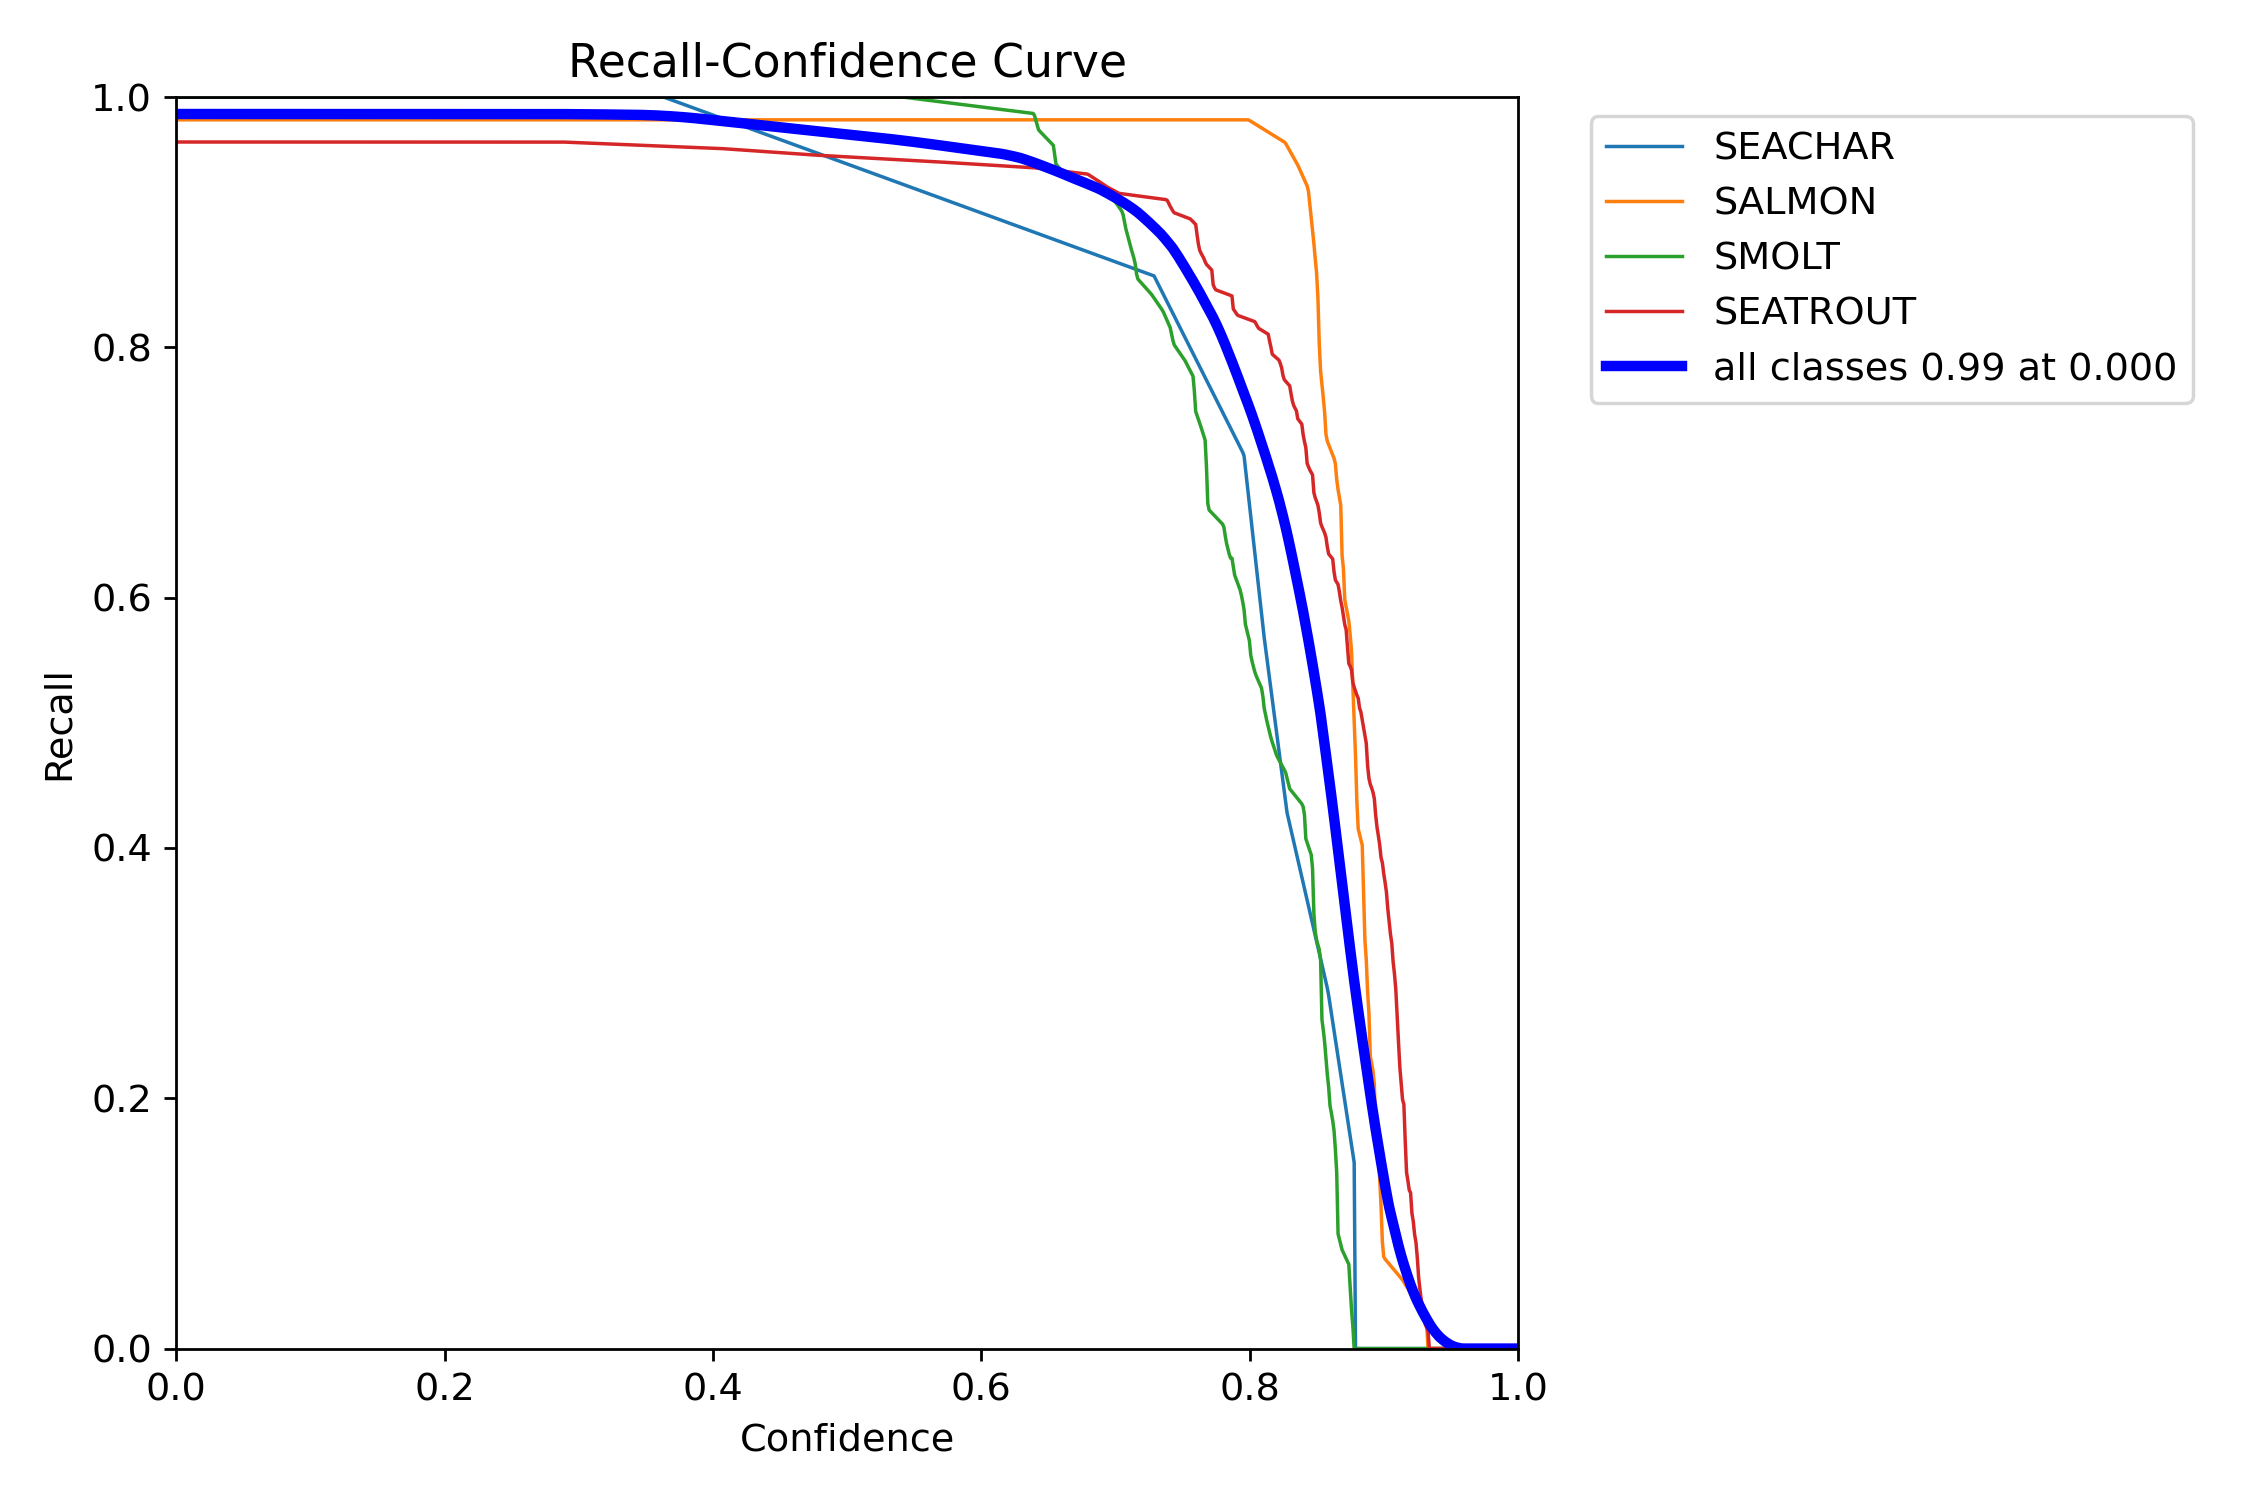 Recall-Confidence Curve
1.0
0.8
0.6
0.4
0.2
0.0
Recall
0.0 0.2 0.4 0.6 0.8 1.0
Confidence
SEACHAR
SALMON
SMOLT
SEATROUT
all classes 0.99 at 0.000